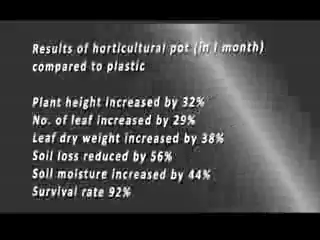 Results of horticultural pot (in 1 month)
compared to plastic
Plant height increased by 32%
No. of leaf increased by 29%
Leaf dry weight increased by 38%
Soil loss reduced by 56%
Soil moisture increased by 44%
Survival rate 92%